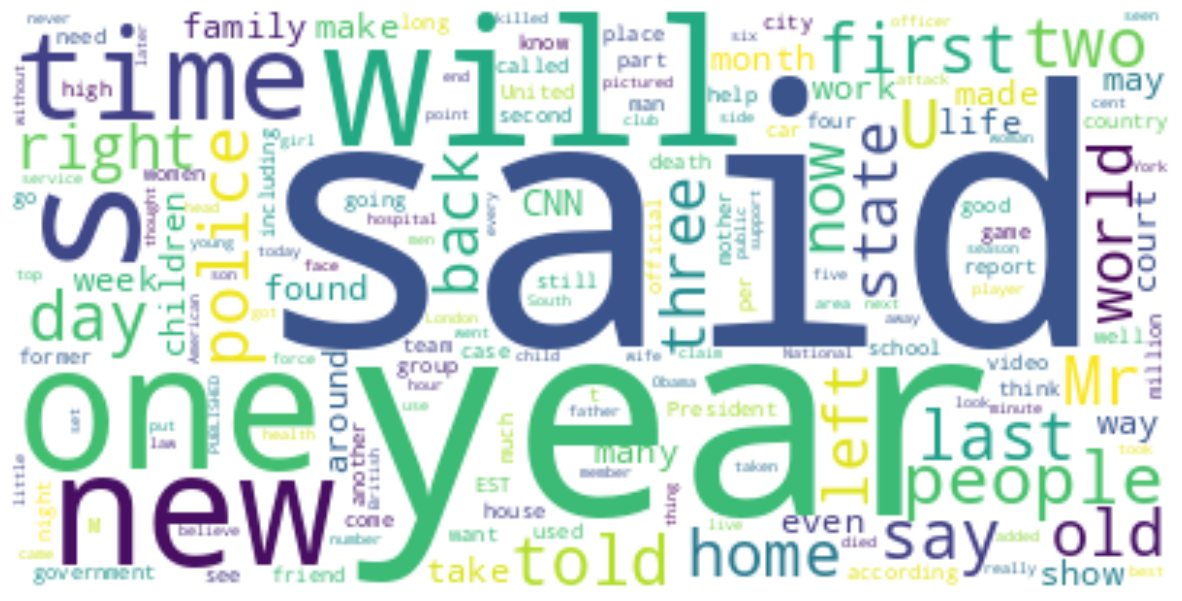 never
need
time
without
later
high
family
make
long
killed
know
called
United
second
end
point
will
place
part
six
pictured
man
club
city
month
help
side
car
officer
first
two
seen
attack
work
four
U
made
life
woman
may
cent
country
right
service
go
s
women
thought
police
head
young
including
girl
children
said
going
hospital
men
back
every
CNN
still
South
death
official
three
mother
public
support
per
now
five
area
state
next
away
good
game
season
report
player
world
York
court
top
week
day
son
American
got
today
face
found
London
went
force
former
one
set
put
law
PUBLISHED
health
around
team
group
hour
use
case
child
year
wife
claim
National
school
Obama
t
father
President
many
member
much
taken
video
think
look
minute
left
Mr
well
million
last
way
took
people
little
night
new
M
believe
another
British
come
number
EST
house
want
used
thing
live
even
died
say
added
really
old
came
government
see
friend
take
told
home
according
show
best